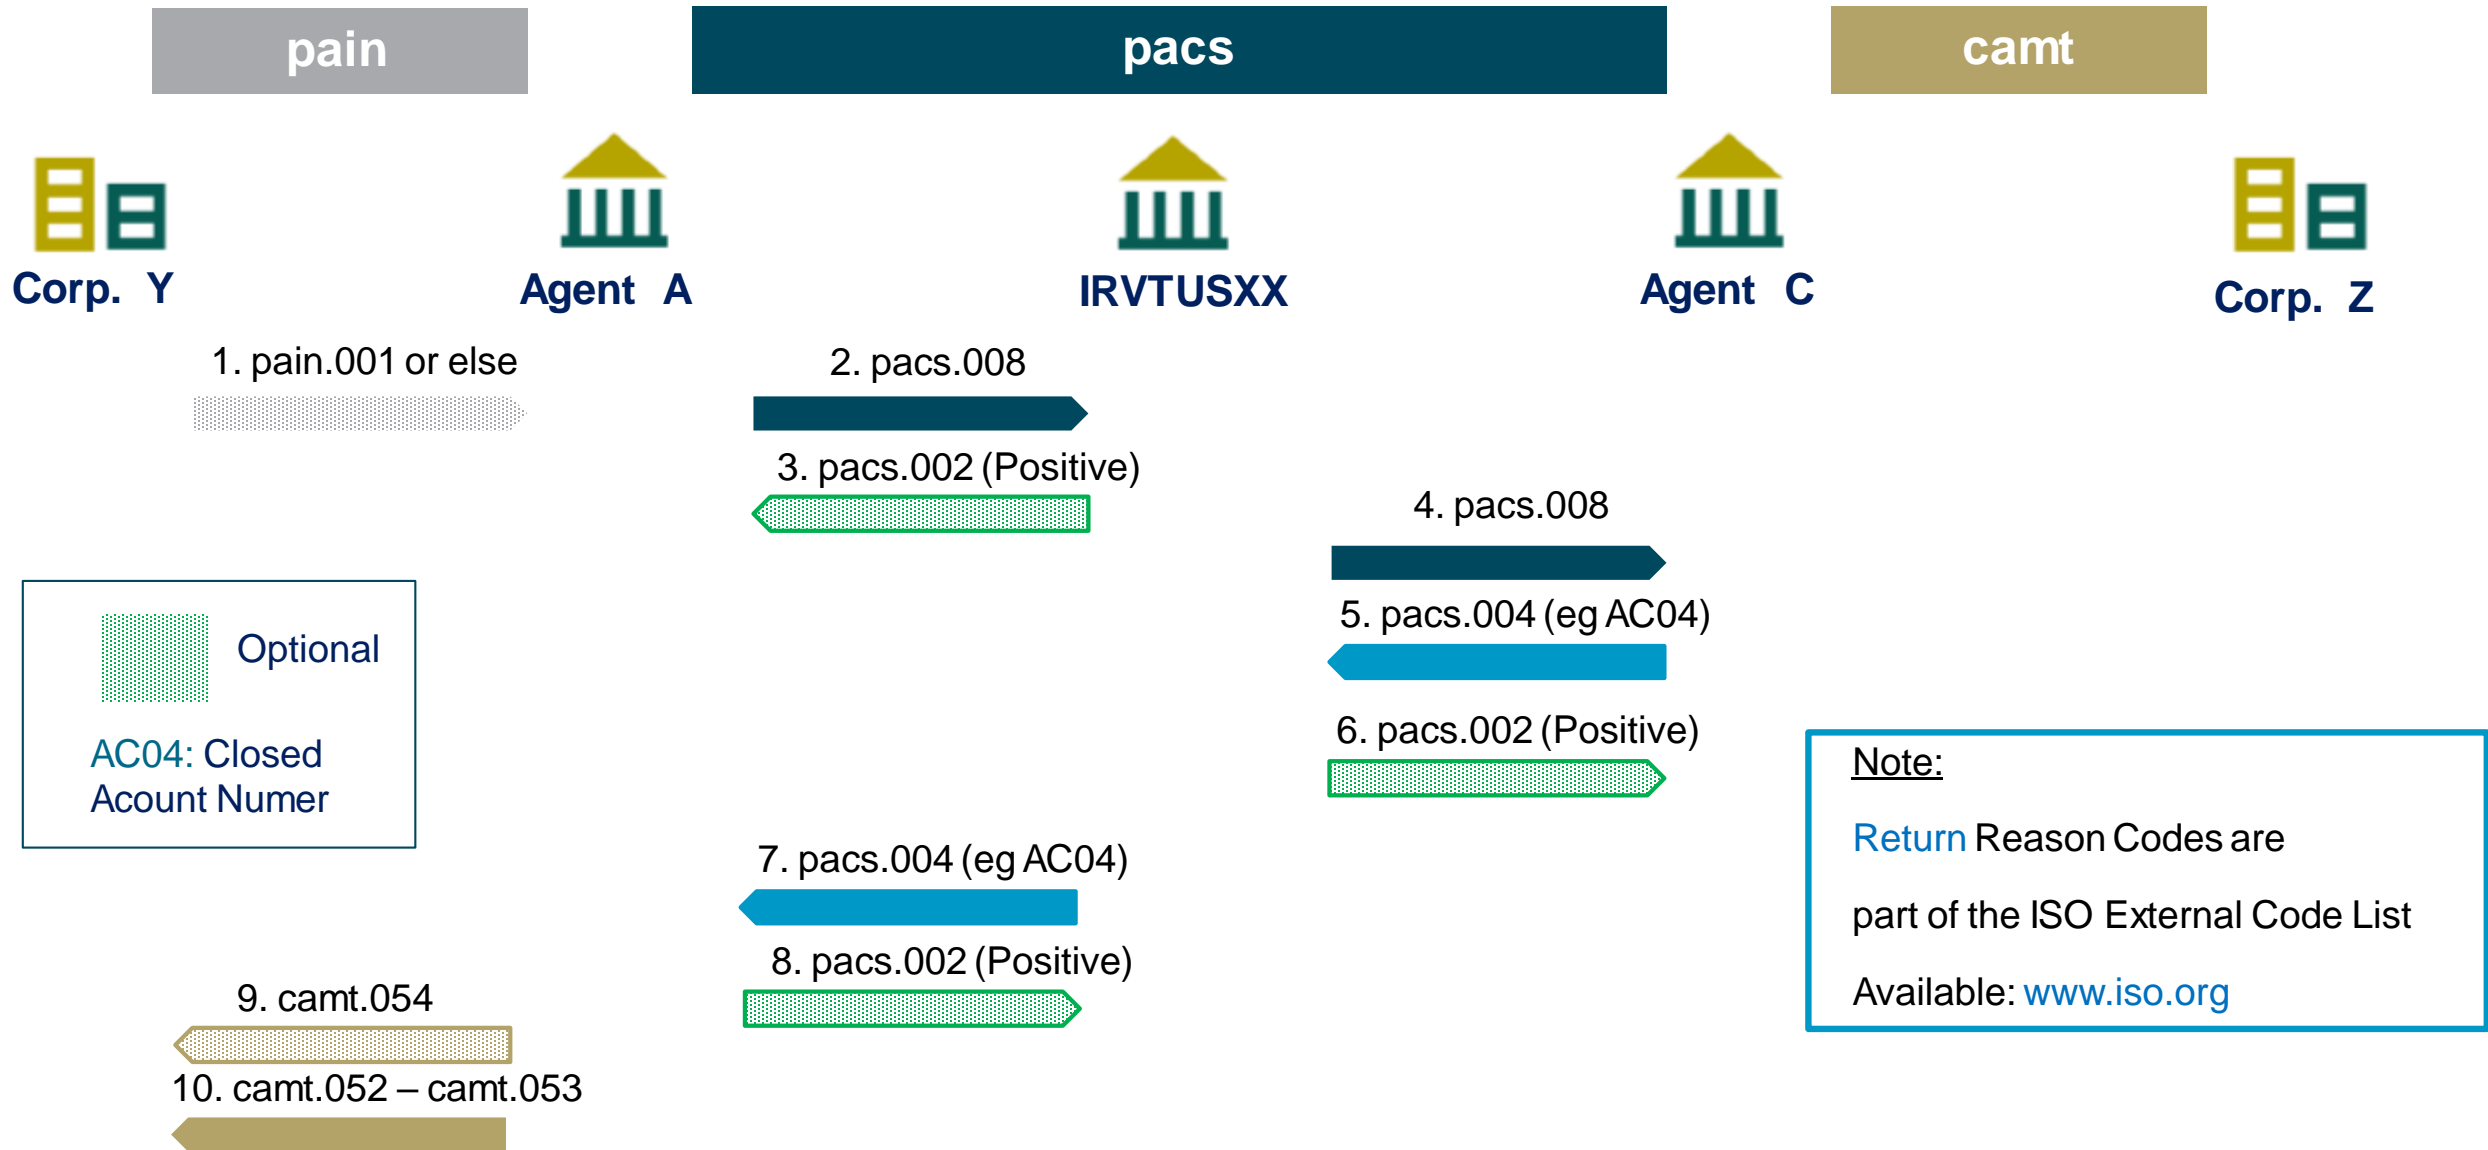 pain
pacs
camt
Corp. Y
Agent A
IRVTUSXX
Agent C
Corp. Z
1. pain.001 or else
2. pacs.008
3. pacs.002 (Positive)
4. pacs.008
5. pacs.004 (eg AC04)
6. pacs.002 (Positive)
7. pacs.004 (eg AC04)
8. pacs.002 (Positive)
9. camt.054
10. camt.052 – camt.053
Optional
AC04: Closed
Acount Numer
Note:
Return Reason Codes are
part of the ISO External Code List
Available: www.iso.org